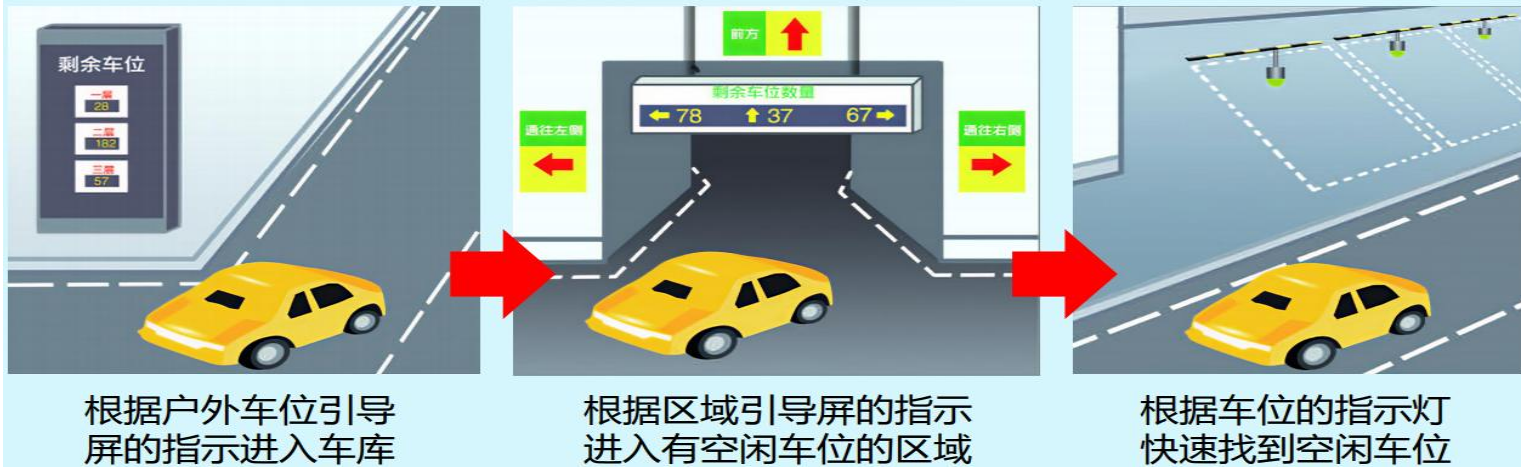 剩余车位
一层
28
二层
182
三层
57
前方
剩余车位数量
78 37 67
通往左侧
通往右侧
根据户外车位引导
屏的指示进入车库
根据区域引导屏的指示
进入有空闲车位的区域
根据车位的指示灯
快速找到空闲车位